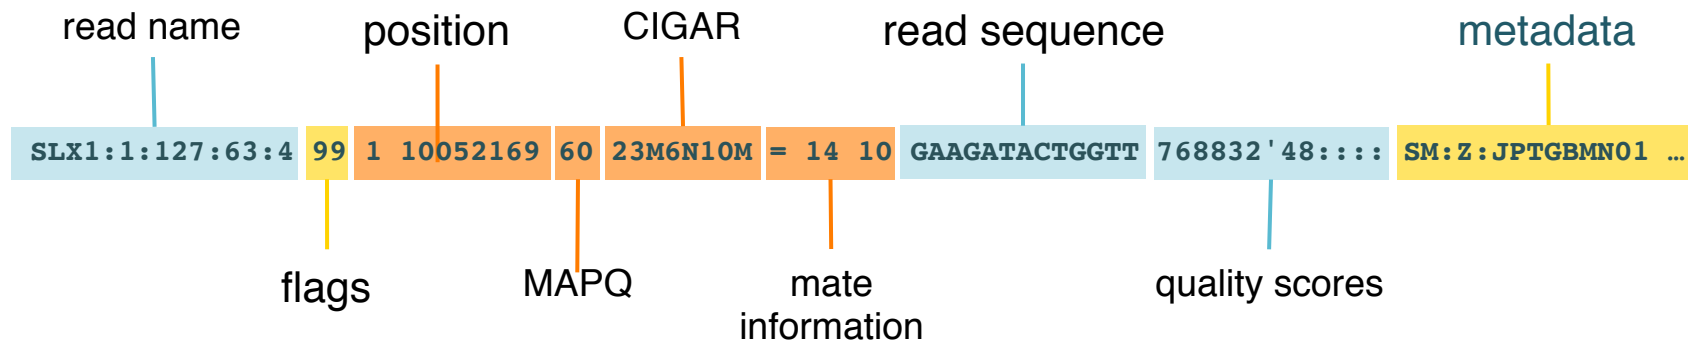 read name position CIGAR read sequence metadata
SLX1:1:127:63:4 99 1 10052169 60 23M6N10M = 14 10 GAAGATACTGGTT 768832'48:::: SM:Z:JPTGBMN01 …
flags MAPQ mate quality scores
information